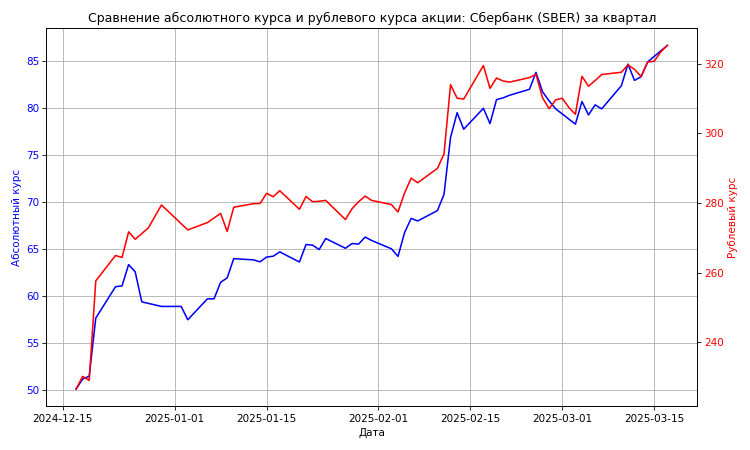 Сравнение абсолютного курса и рублевого курса акции: Сбербанк (SBER) за квартал
Абсолютный курс
85
80
75
70
65
60
55
50
320
300
280
260
240
Рублевый курс
2024-12-15 2025-01-01 2025-01-15 2025-02-01 2025-02-15 2025-03-01 2025-03-15
Дата